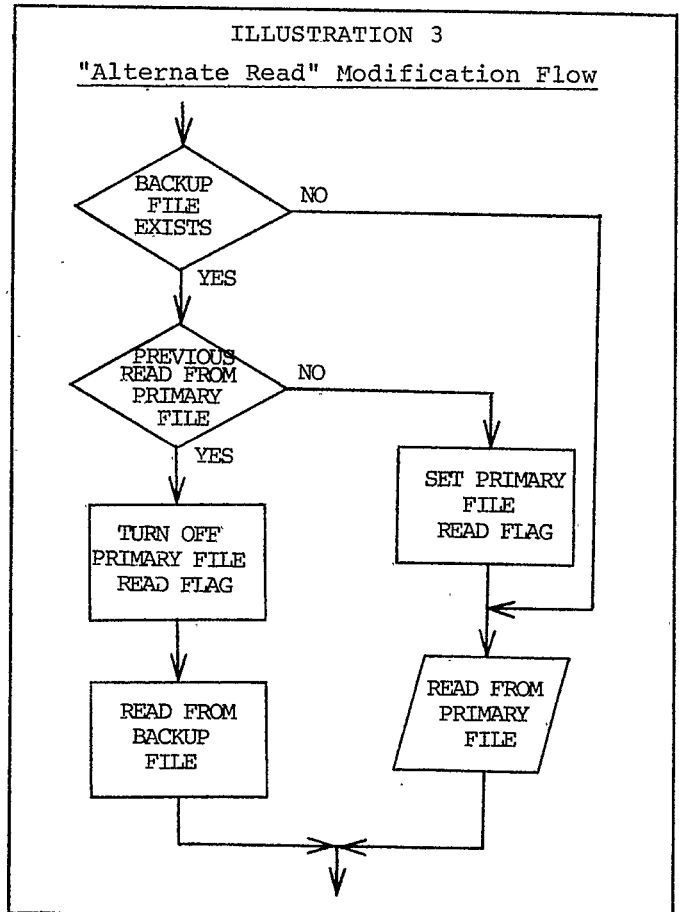 ILLUSTRATION 3
"Alternate Read" Modification Flow
BACKUP
FILE
EXISTS
NO
YES
PREVIOUS
READ FROM
PRIMARY
FILE
NO
YES
SET PRIMARY
FILE
READ FLAG
TURN OFF
PRIMARY FILE
READ FLAG
READ FROM
BACKUP
FILE
READ FROM
PRIMARY
FILE